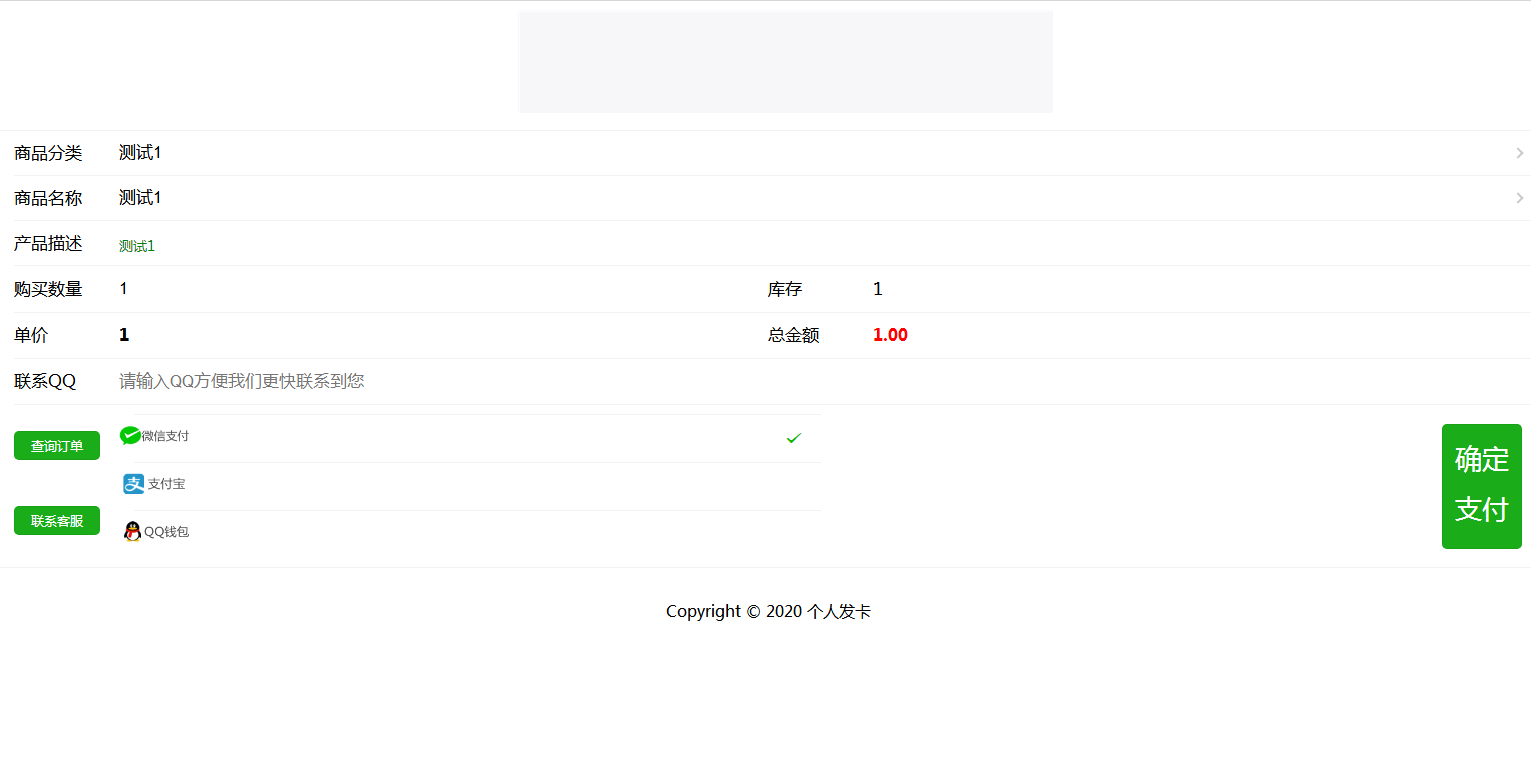 商品分类 测试1
商品名称 测试1
产品描述 测试1
购买数量 1 库存 1
单价 1 总金额 1.00
联系QQ 请输入QQ方便我们更快联系到您
查询订单
联系客服
微信支付
支付宝
QQ钱包
确定
支付
Copyright © 2020 个人发卡